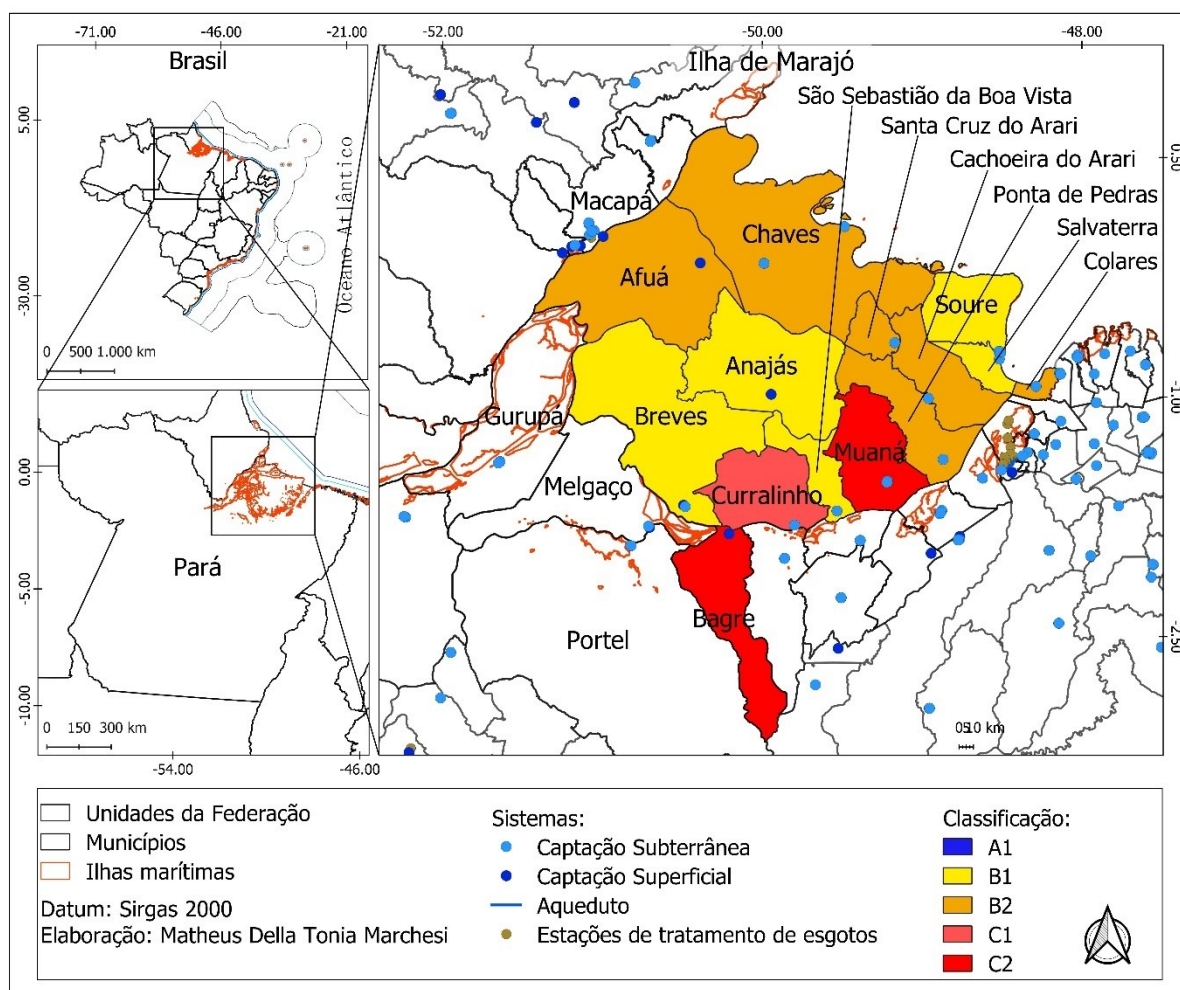 -71.00
-46.00
-21.00
Brasil
5.00
-30.00
Oceano Atlântico
0 500 1.000 km
0.00
-5.00
-10.00
Pará
0 150 300 km
-54.00
-46.00
-52.00
-50.00
-48.00
Ilha de Marajó
São Sebastião da Boa Vista
Santa Cruz do Arari
Cachoeira do Arari
Ponta de Pedras
Salvaterra
Colares
Macapá
Chaves
Afuá
Soure
Anajás
Gurupá
Breves
Muaná
Melgaço
Curralinho
Bagre
Portel
0.50
-1.00
-2.50
Unidades da Federação
Municípios
Ilhas marítimas
Datum: Sirgas 2000
Elaboração: Matheus Della Tonia Marchesi
Sistemas:
Captação Subterrânea
Captação Superficial
Aqueduto
Estações de tratamento de esgotos
Classificação:
A1
B1
B2
C1
C2